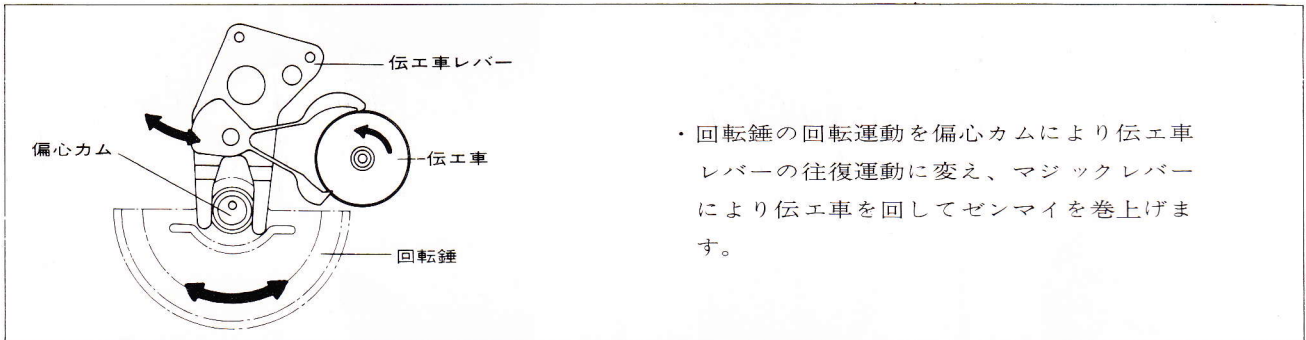 伝エ車レバー
偏心カム
伝エ車
回転錘
・回転錘の回転運動を偏心カムにより伝エ車
レバーの往復運動に変え、マジックレバー
により伝エ車を回してゼンマイを巻上げま
す。